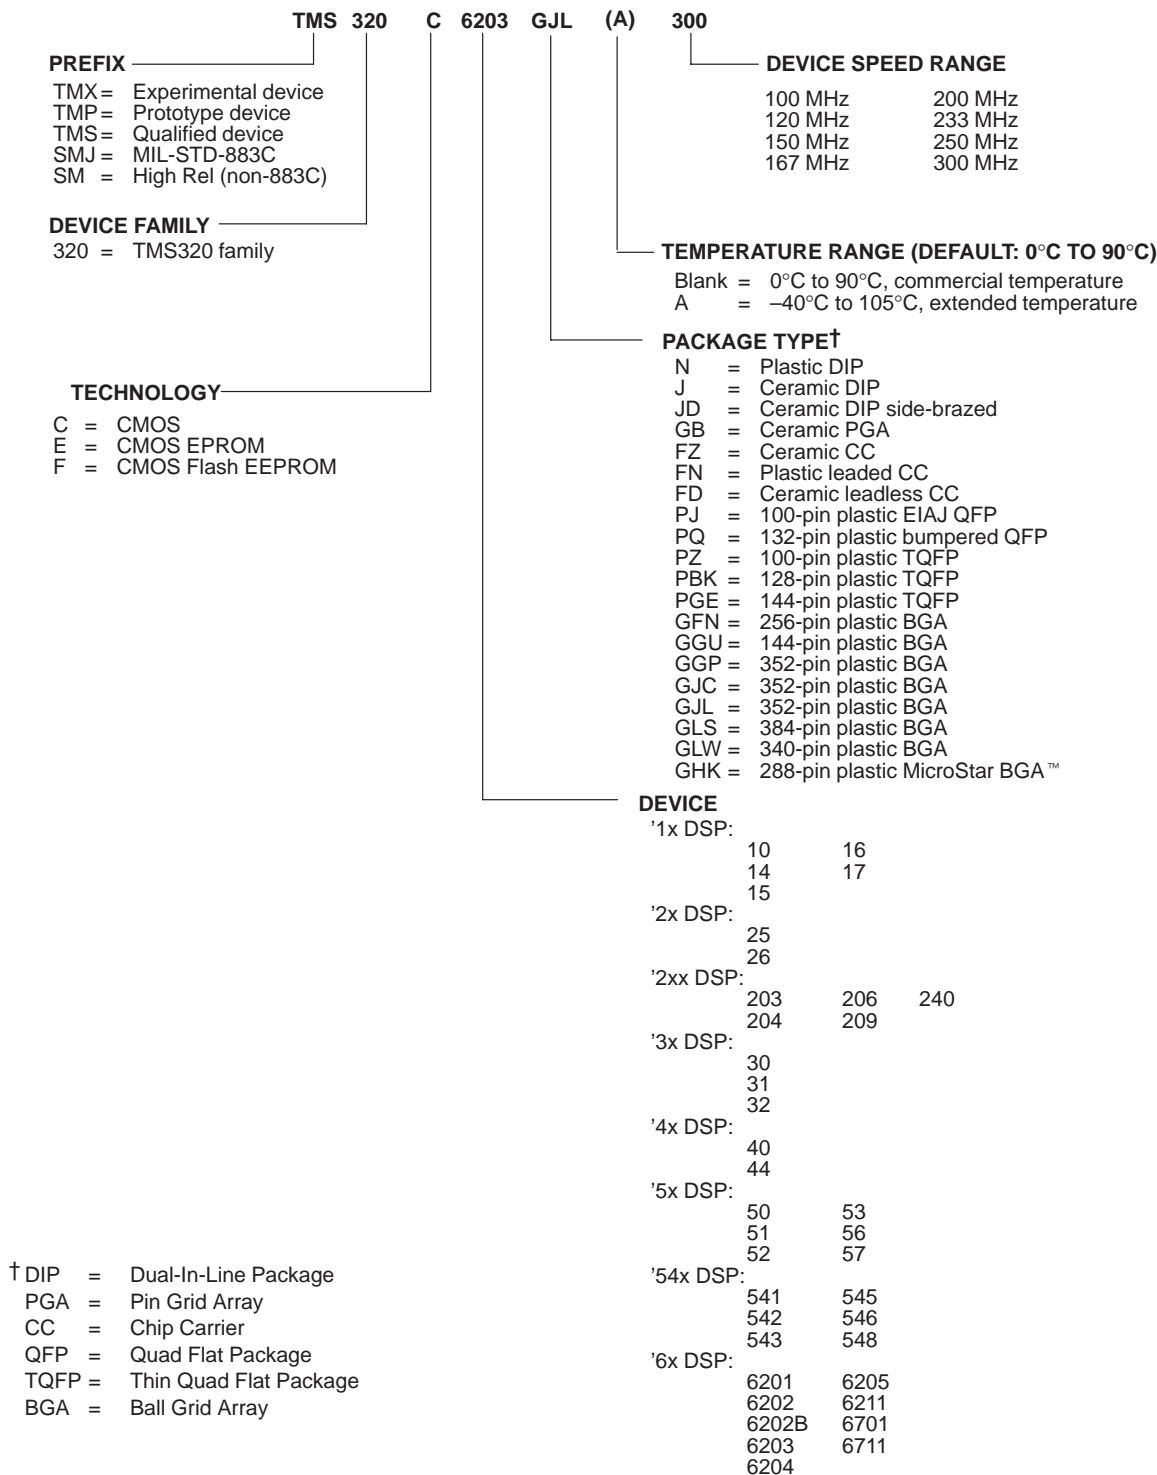 TMS 320 C 6203 GJL (A) 300
PREFIX
TMX = Experimental device
TMP = Prototype device
TMS = Qualified device
SMJ = MIL-STD-883C
SM = High Rel (non-883C)
DEVICE SPEED RANGE
100 MHz 200 MHz
120 MHz 233 MHz
150 MHz 250 MHz
167 MHz 300 MHz
DEVICE FAMILY
320 = TMS320 family
TEMPERATURE RANGE (DEFAULT: 0°C TO 90°C)
Blank = 0°C to 90°C, commercial temperature
A = –40°C to 105°C, extended temperature
PACKAGE TYPE†
N = Plastic DIP
J = Ceramic DIP
JD = Ceramic DIP side-brazed
GB = Ceramic PGA
FZ = Ceramic CC
FN = Plastic leaded CC
FD = Ceramic leadless CC
PJ = 100-pin plastic EIAJ QFP
PQ = 132-pin plastic bumpered QFP
PZ = 100-pin plastic TQFP
PBK = 128-pin plastic TQFP
PGE = 144-pin plastic TQFP
GFN = 256-pin plastic BGA
GGU = 144-pin plastic BGA
GGP = 352-pin plastic BGA
GJC = 352-pin plastic BGA
GJL = 352-pin plastic BGA
GLS = 384-pin plastic BGA
GLW = 340-pin plastic BGA
GHK = 288-pin plastic MicroStar BGA™
TECHNOLOGY
C = CMOS
E = CMOS EPROM
F = CMOS Flash EEPROM
DEVICE
’1x DSP:
10 16
14 17
15
’2x DSP:
25
26
’2xx DSP:
203 206 240
204 209
’3x DSP:
30
31
32
’4x DSP:
40
44
’5x DSP:
50 53
51 56
52 57
’54x DSP:
541 545
542 546
543 548
’6x DSP:
6201 6205
6202 6211
6202B 6701
6203 6711
6204
† DIP = Dual-In-Line Package
PGA = Pin Grid Array
CC = Chip Carrier
QFP = Quad Flat Package
TQFP = Thin Quad Flat Package
BGA = Ball Grid Array